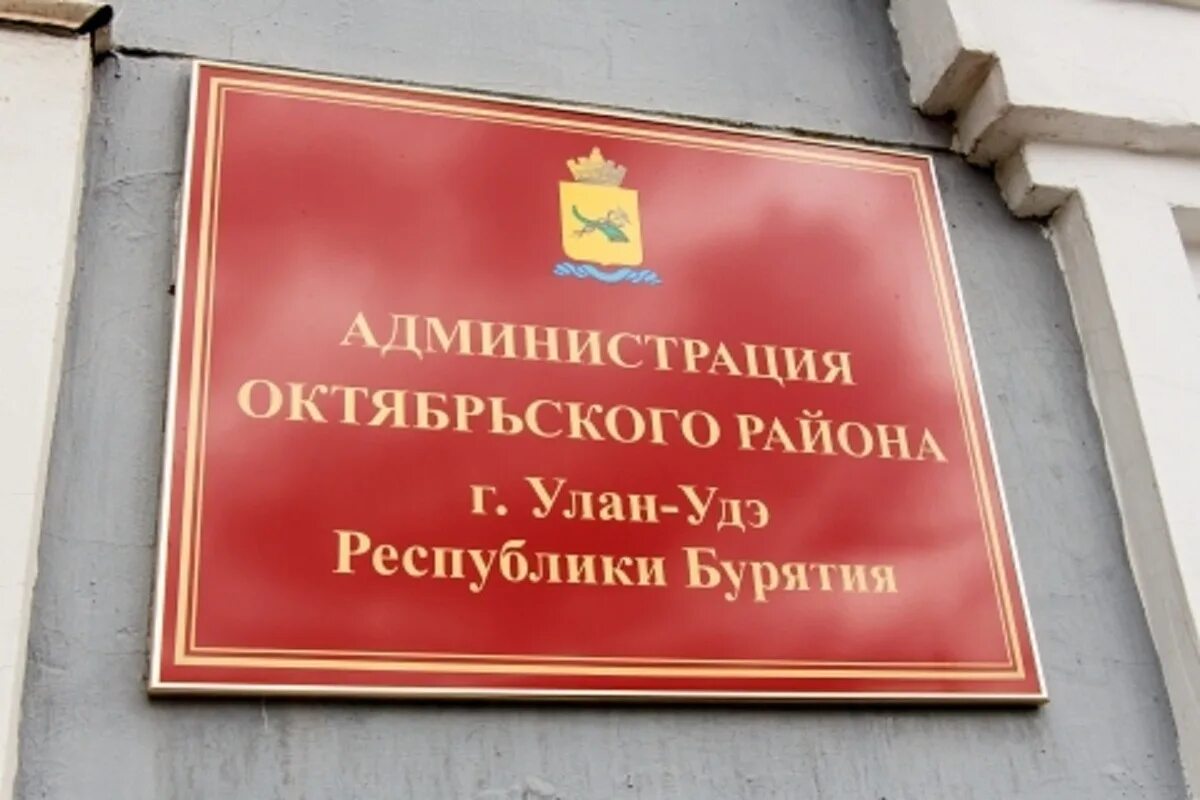 АДМИНИСТРАЦИЯ
ОКТЯБРЬСКОГО РАЙОНА
г. Улан-Удэ
Республики Бурятия